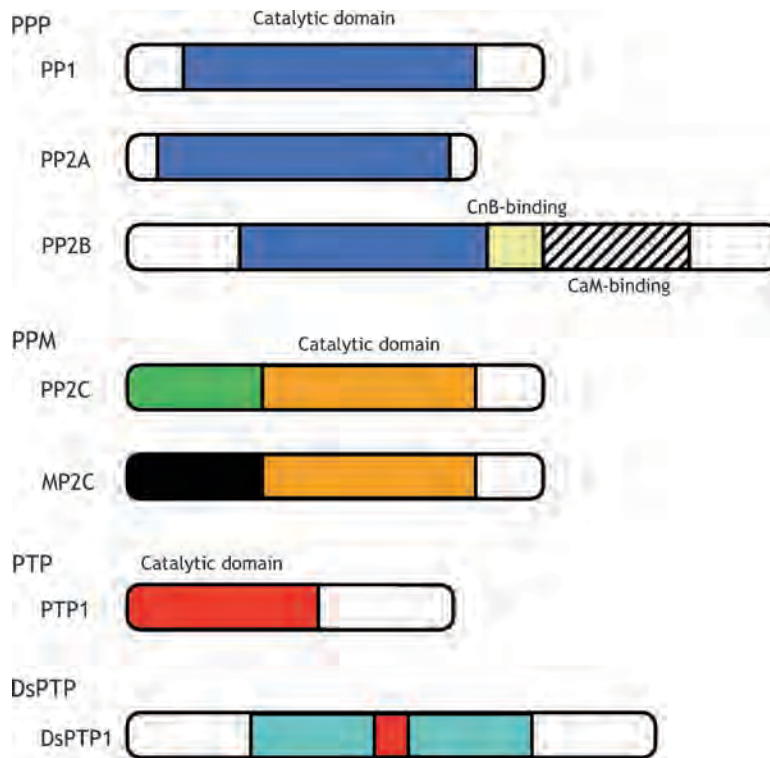 PPP
Catalytic domain
PP1
PP2A
CnB-binding
PP2B
CaM-binding
PPM
Catalytic domain
PP2C
MP2C
PTP
Catalytic domain
PTP1
DsPTP
DsPTP1